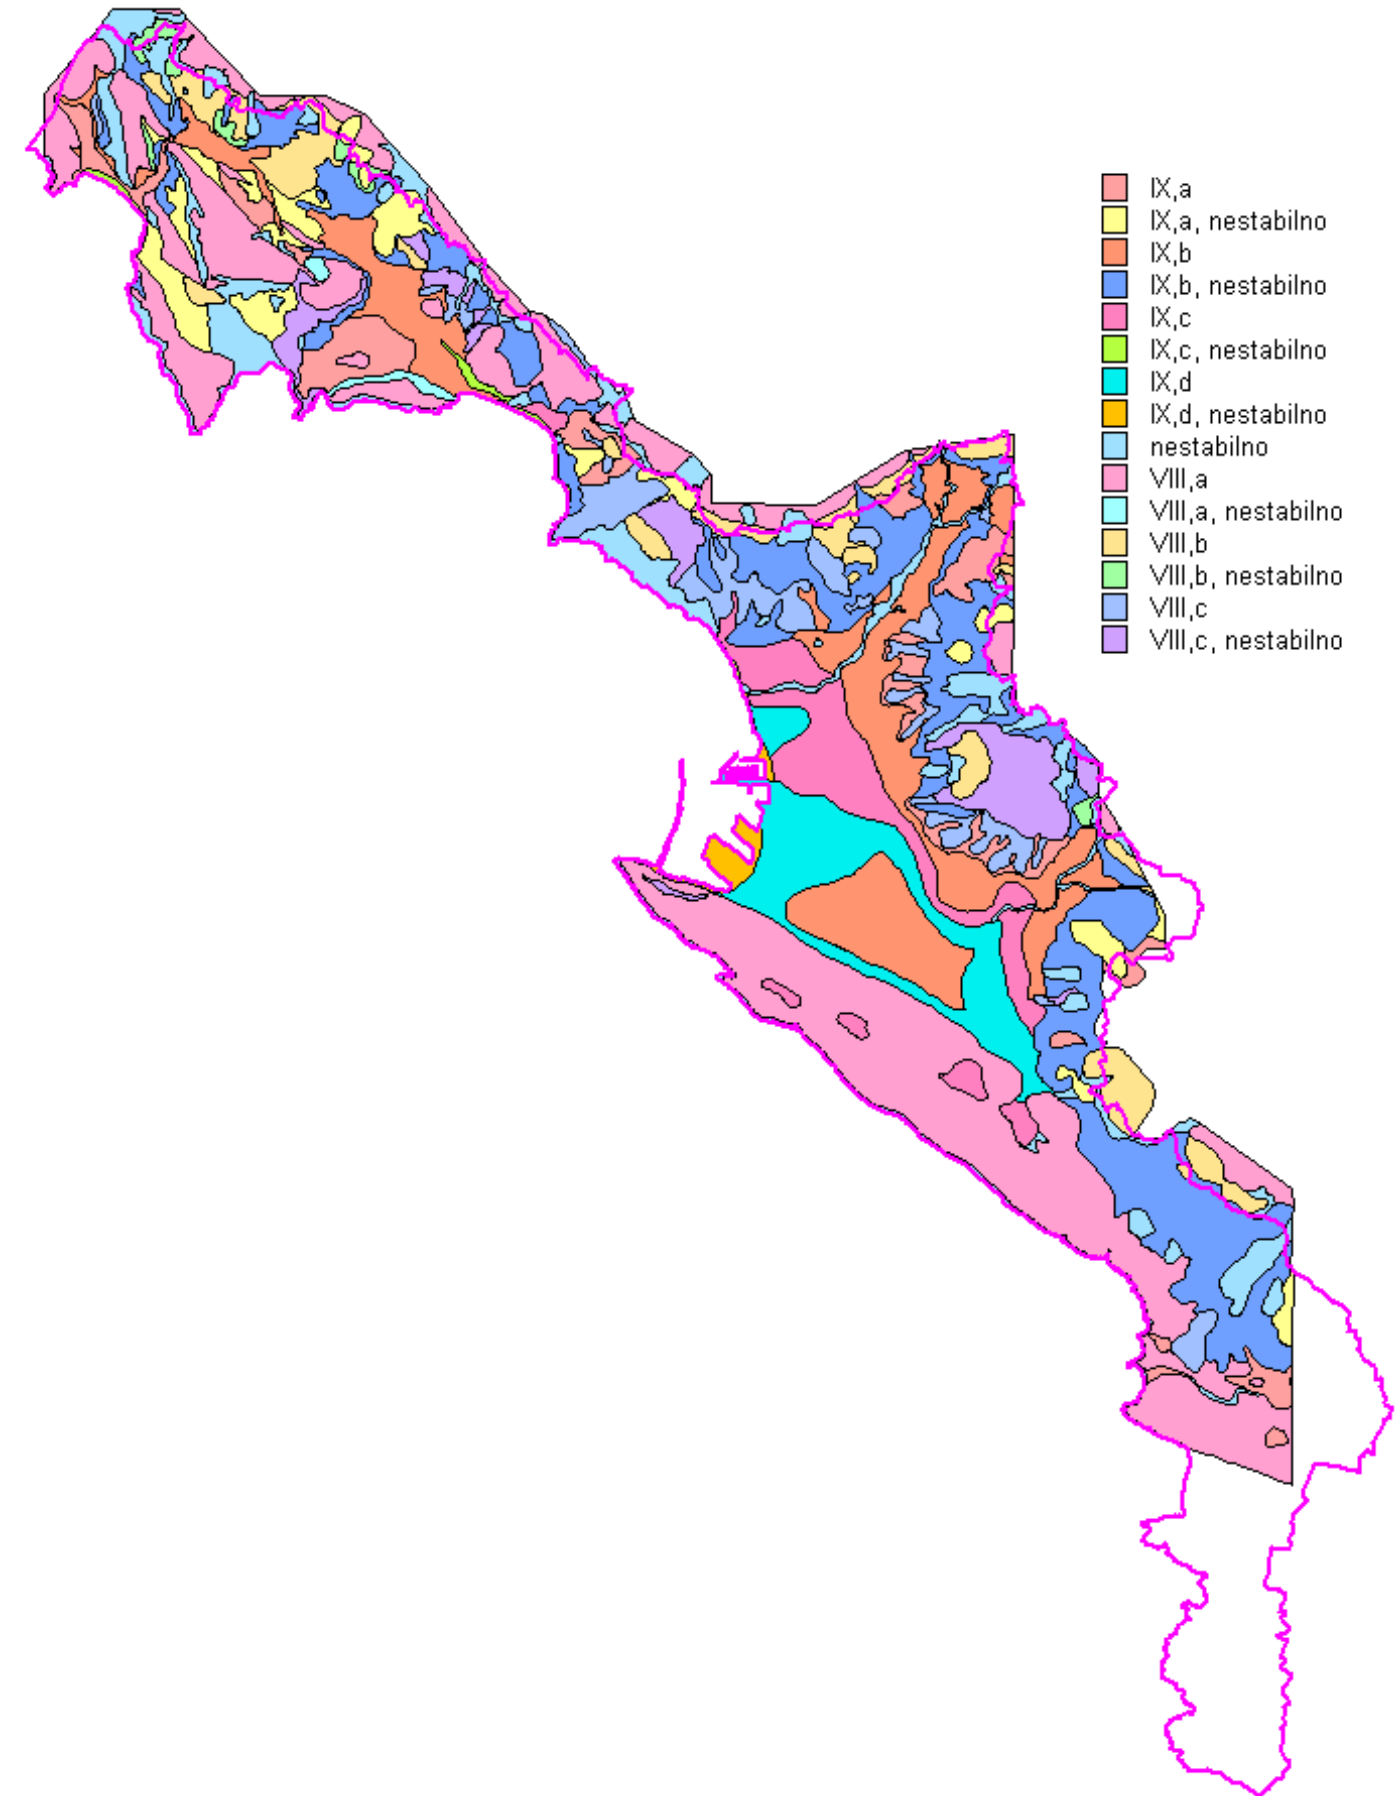 IX,a
IX,a, nestabilno
IX,b
IX,b, nestabilno
IX,c
IX,c, nestabilno
IX,d
IX,d, nestabilno
nestabilno
VIII,a
VIII,a, nestabilno
VIII,b
VIII,b, nestabilno
VIII,c
VIII,c, nestabilno